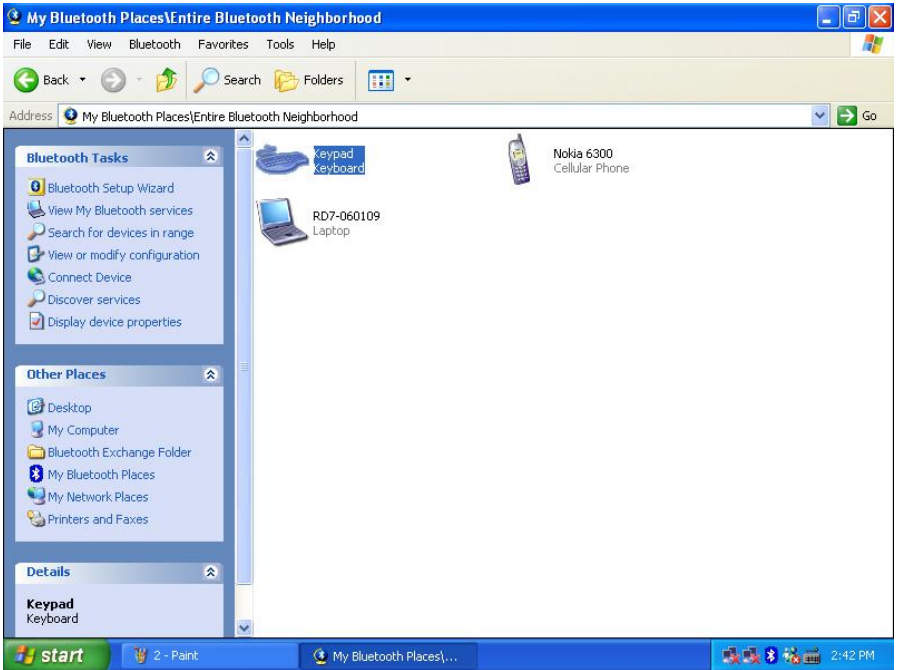 My Bluetooth Places\Entire Bluetooth Neighborhood
File Edit View Bluetooth Favorites Tools Help
Back Search Folders
Address My Bluetooth Places\Entire Bluetooth Neighborhood Go
Bluetooth Tasks
Bluetooth Setup Wizard
View My Bluetooth services
Search for devices in range
View or modify configuration
Connect Device
Discover services
Display device properties
Other Places
Desktop
My Computer
Bluetooth Exchange Folder
My Bluetooth Places
My Network Places
Printers and Faxes
Details
Keypad
Keyboard
Keypad
Keyboard
Nokia 6300
Cellular Phone
RD7-060109
Laptop
start 2 - Paint My Bluetooth Places\... 2:42 PM